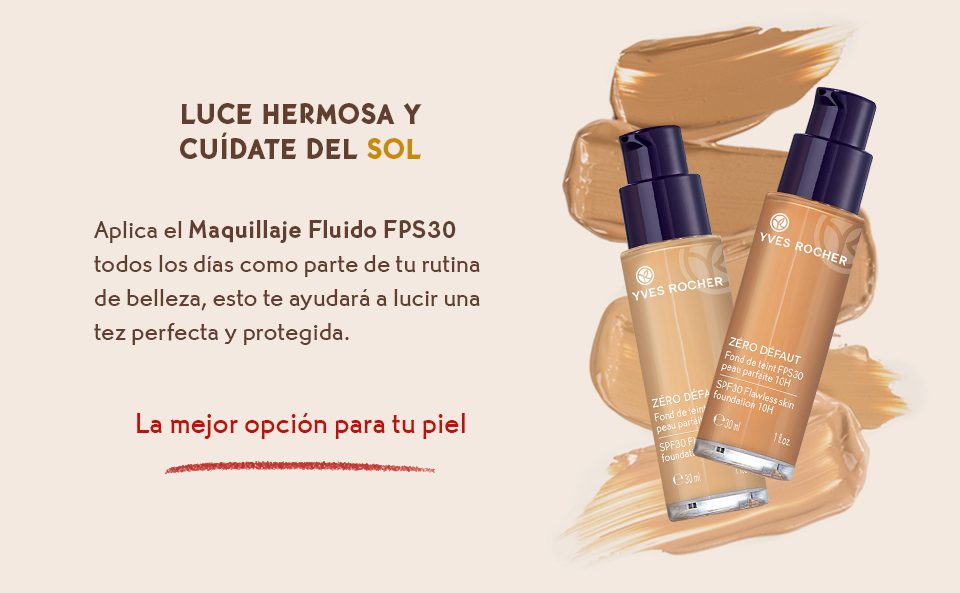 LUCE HERMOSA Y
CUÍDATE DEL SOL
Aplica el Maquillaje Fluido FPS30
todos los días como parte de tu rutina
de belleza, esto te ayudará a lucir una
tez perfecta y protegida.
La mejor opción para tu piel
YVES ROCHER
ZÉRO DÉFAU
Fond de teint
peau parfai
SPF30 Fl
foundat
30 ml
YVES ROCHER
ZÉRO DÉFAUT
Fond de teint FPS30
peau parfaite 10H
SPF30 Flawless skin
foundation 10H
℮30 ml 1 fl.oz.